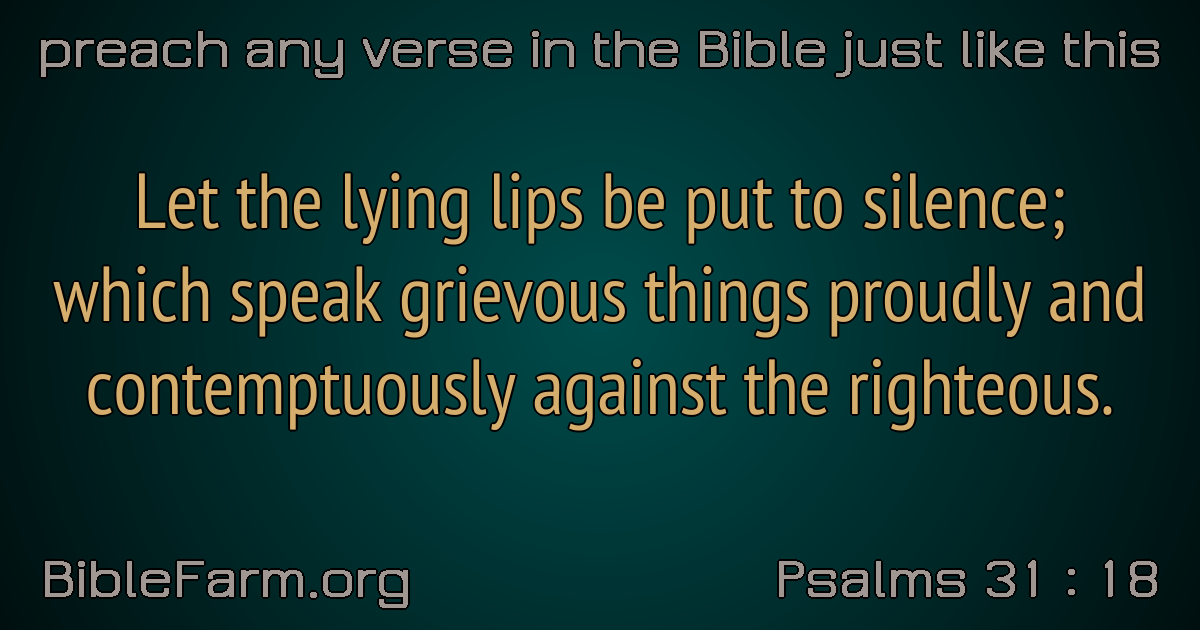 preach any verse in the Bible just like this
Let the lying lips be put to silence;
which speak grievous things proudly and
contemptuously against the righteous.
BibleFarm.org
Psalms 31 : 18